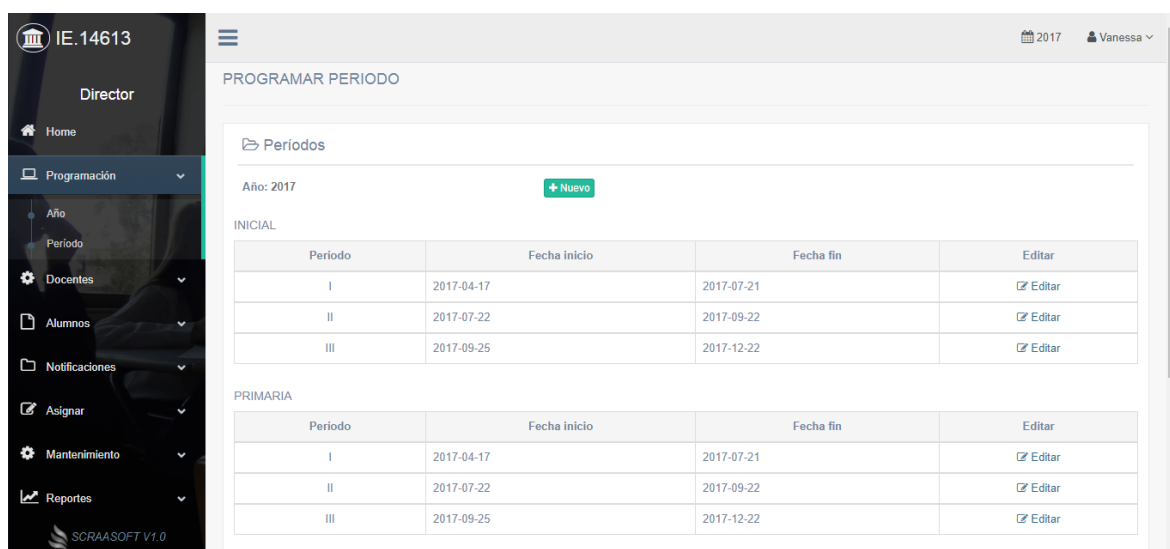 IE.14613
2017
Vanessa
Director
Home
Programación
Año
Período
Docentes
Alumnos
Notificaciones
Asignar
Mantenimiento
Reportes
SCRAASOFT V1.0
PROGRAMAR PERIODO
Períodos
Año: 2017
Nuevo
INICIAL
Periodo Fecha inicio Fecha fin Editar
I 2017-04-17 2017-07-21 Editar
II 2017-07-22 2017-09-22 Editar
III 2017-09-25 2017-12-22 Editar
PRIMARIA
Periodo Fecha inicio Fecha fin Editar
I 2017-04-17 2017-07-21 Editar
II 2017-07-22 2017-09-22 Editar
III 2017-09-25 2017-12-22 Editar